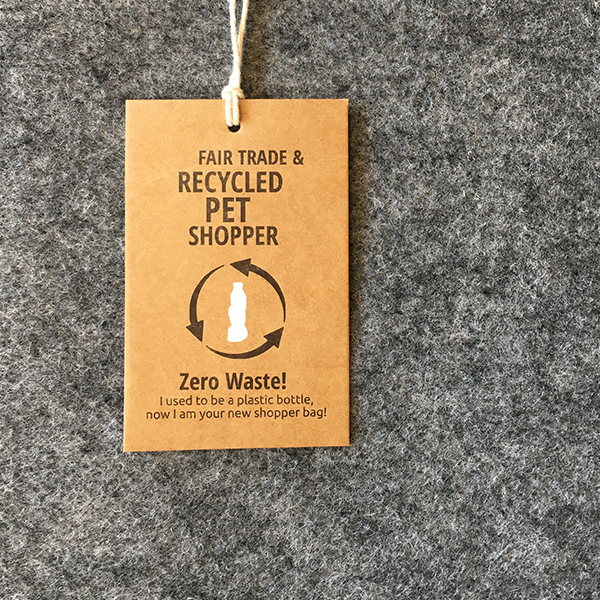 FAIR TRADE &
RECYCLED
PET
SHOPPER
Zero Waste!
I used to be a plastic bottle,
now I am your new shopper bag!